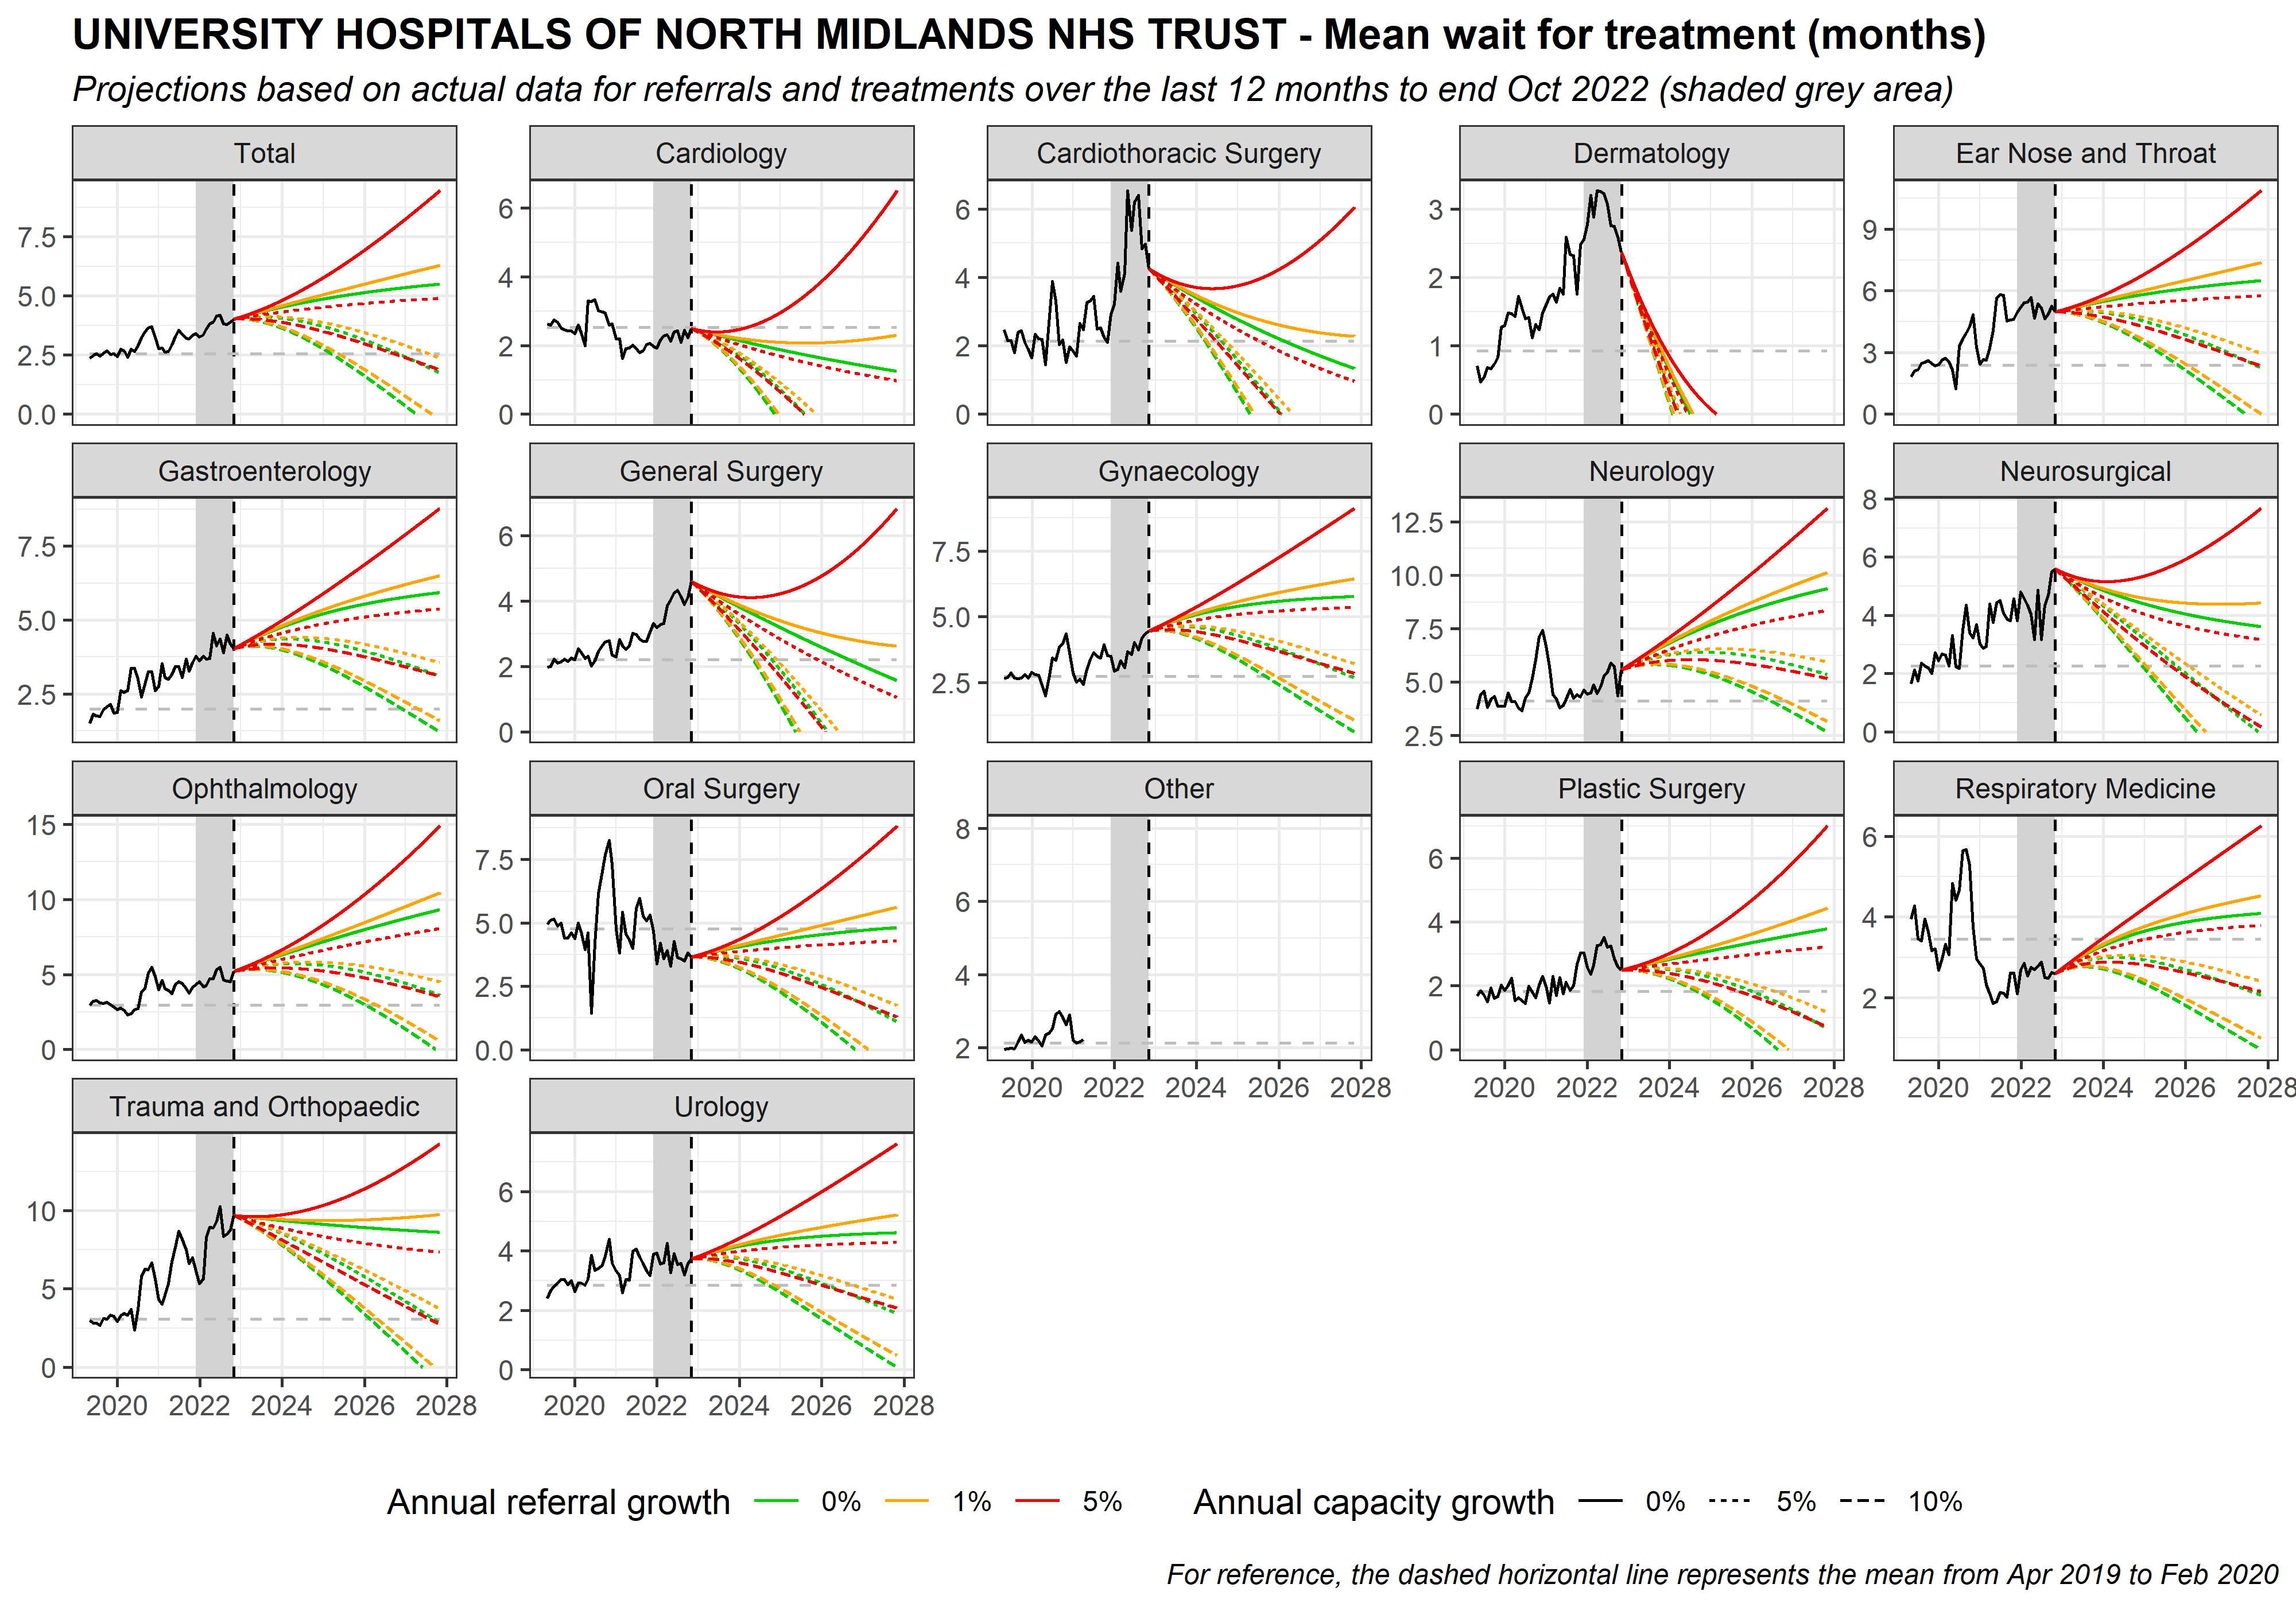 UNIVERSITY HOSPITALS OF NORTH MIDLANDS NHS TRUST - Mean wait for treatment (months)
Projections based on actual data for referrals and treatments over the last 12 months to end Oct 2022 (shaded grey area)
Total Cardiology Cardiothoracic Surgery Dermatology Ear Nose and Throat
7.5 6 6 3 9
5.0 4 4 2 6
2.5 2 2 1 3
0.0 0 0 0 0
Gastroenterology General Surgery Gynaecology Neurology Neurosurgical
7.5 6 7.5 12.5 8
5.0 4 5.0 10.0 6
2.5 2 2.5 7.5 4
0 5.0 2
2.5 0
Ophthalmology Oral Surgery Other Plastic Surgery Respiratory Medicine
15 7.5 8 6 6
10 5.0 6 4 4
5 2.5 4 2 2
0 0.0 2 0
2020 2022 2024 2026 2028 2020 2022 2024 2026 2028 2020 2022 2024 2026 2028
Trauma and Orthopaedic Urology
10 6
5 4
0 2
0
2020 2022 2024 2026 2028 2020 2022 2024 2026 2028
Annual referral growth 0% 1% 5% Annual capacity growth 0% 5% 10%
For reference, the dashed horizontal line represents the mean from Apr 2019 to Feb 2020